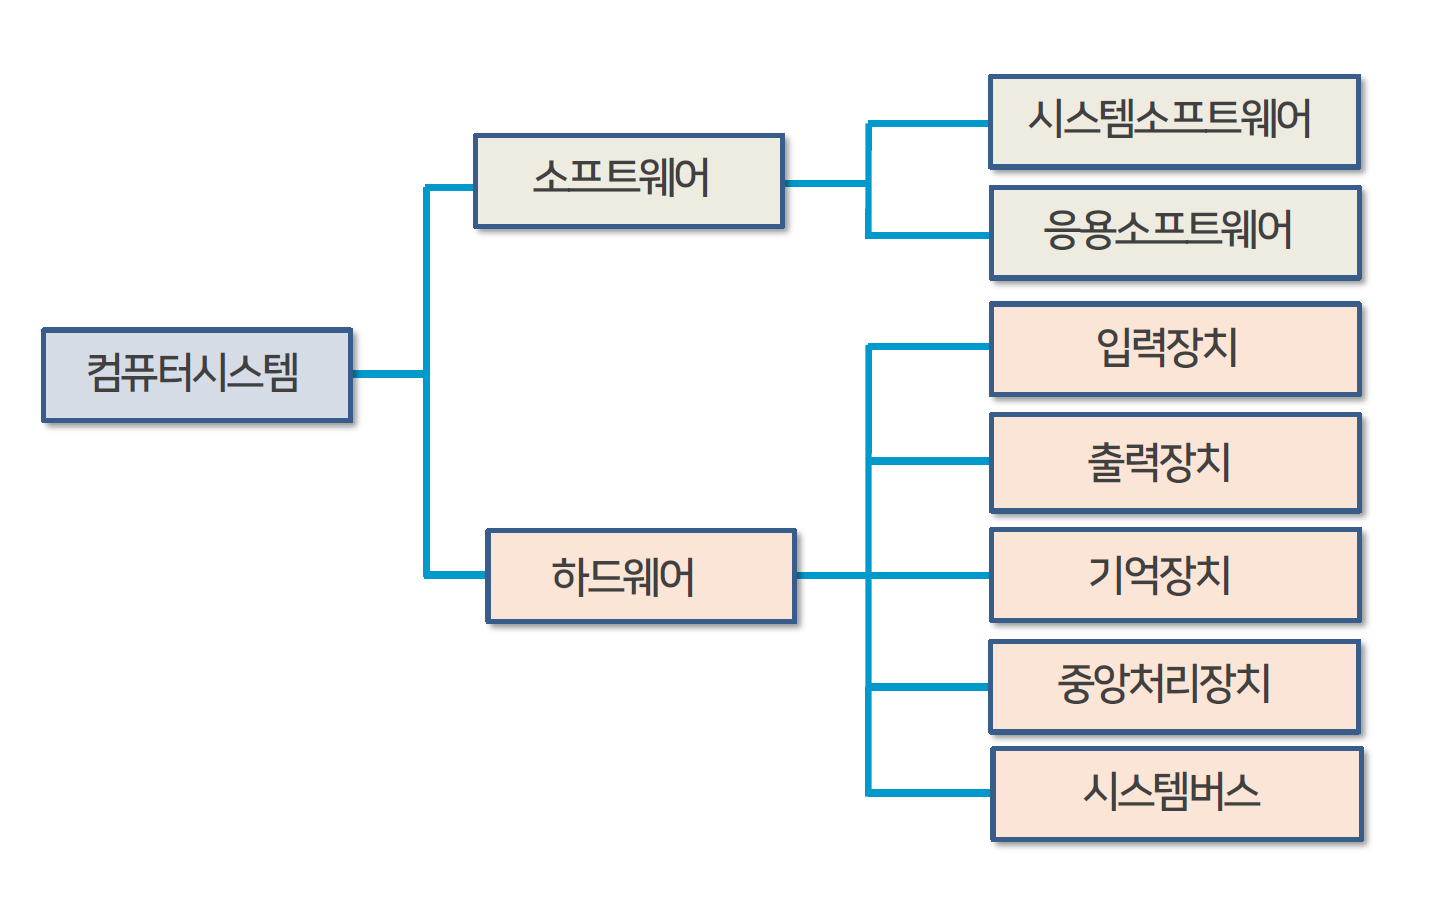 컴퓨터시스템
소프트웨어
시스템소프트웨어
응용소프트웨어
하드웨어
입력장치
출력장치
기억장치
중앙처리장치
시스템버스